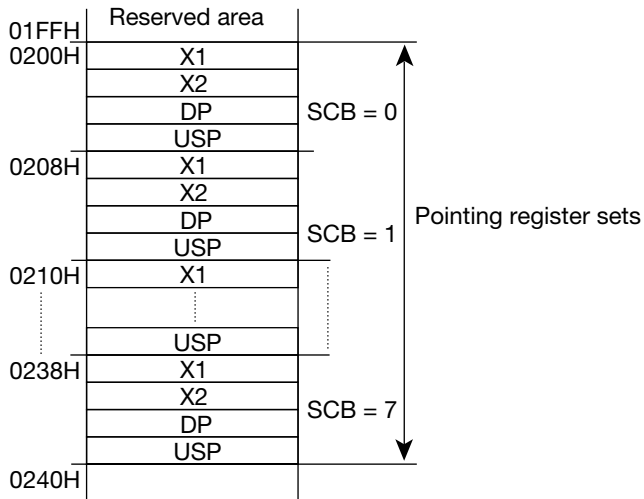 Reserved area
01FFH
0200H
X1
X2
DP
SCB = 0
USP
0208H
X1
X2
DP
Pointing register sets
SCB = 1
USP
0210H
X1
USP
0238H
X1
X2
SCB = 7
DP
USP
0240H